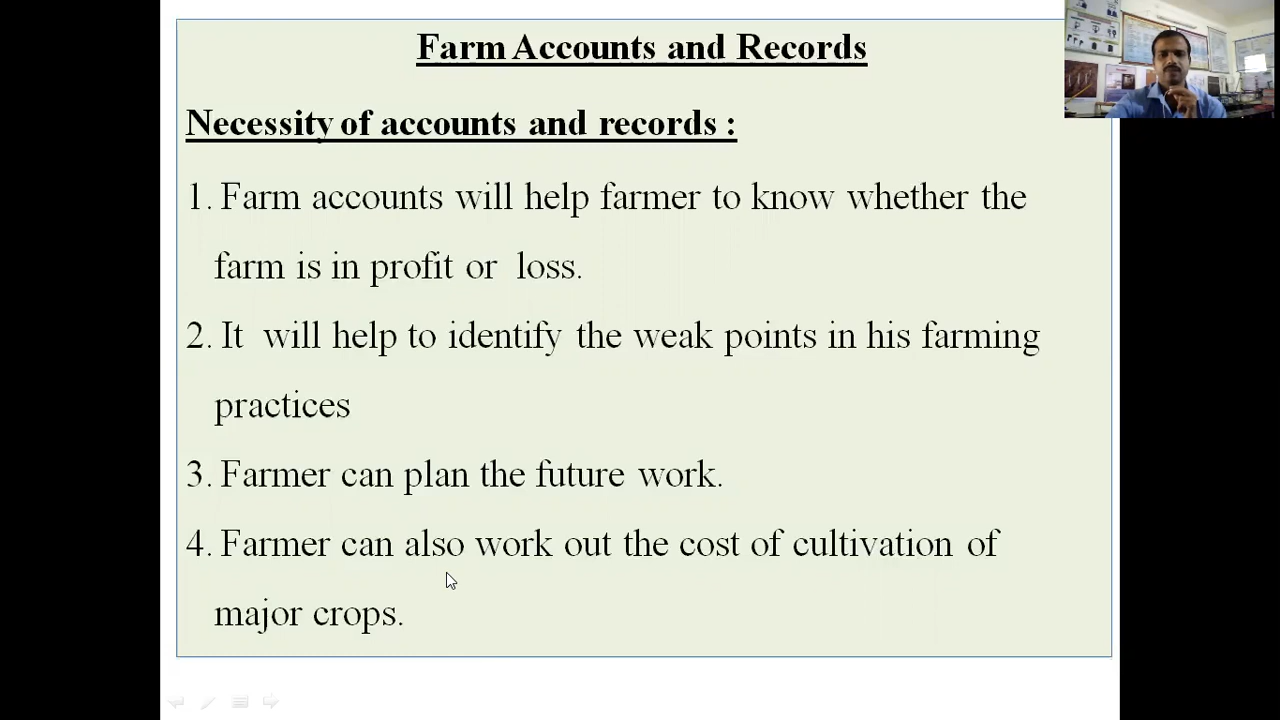 Farm Accounts and Records
Necessity of accounts and records :
1. Farm accounts will help farmer to know whether the
farm is in profit or loss.
2. It will help to identify the weak points in his farming
practices
3. Farmer can plan the future work.
4. Farmer can also work out the cost of cultivation of
major crops.